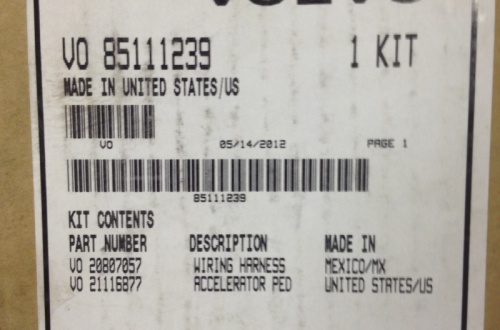 VOLVO
VO 85111239 1 KIT
MADE IN UNITED STATES/US
VO 05/14/2012 PAGE 1
85111239
KIT CONTENTS
PART NUMBER DESCRIPTION MADE IN
VO 20807057 WIRING HARNESS MEXICO/MX
VO 21116877 ACCELERATOR PED UNITED STATES/US